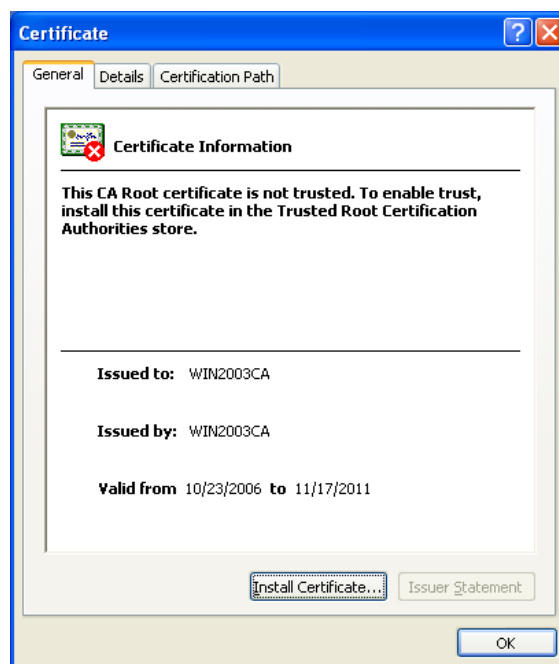 Certificate
General Details Certification Path
Certificate Information
This CA Root certificate is not trusted. To enable trust,
install this certificate in the Trusted Root Certification
Authorities store.
Issued to: WIN2003CA
Issued by: WIN2003CA
Valid from 10/23/2006 to 11/17/2011
Install Certificate... Issuer Statement
OK